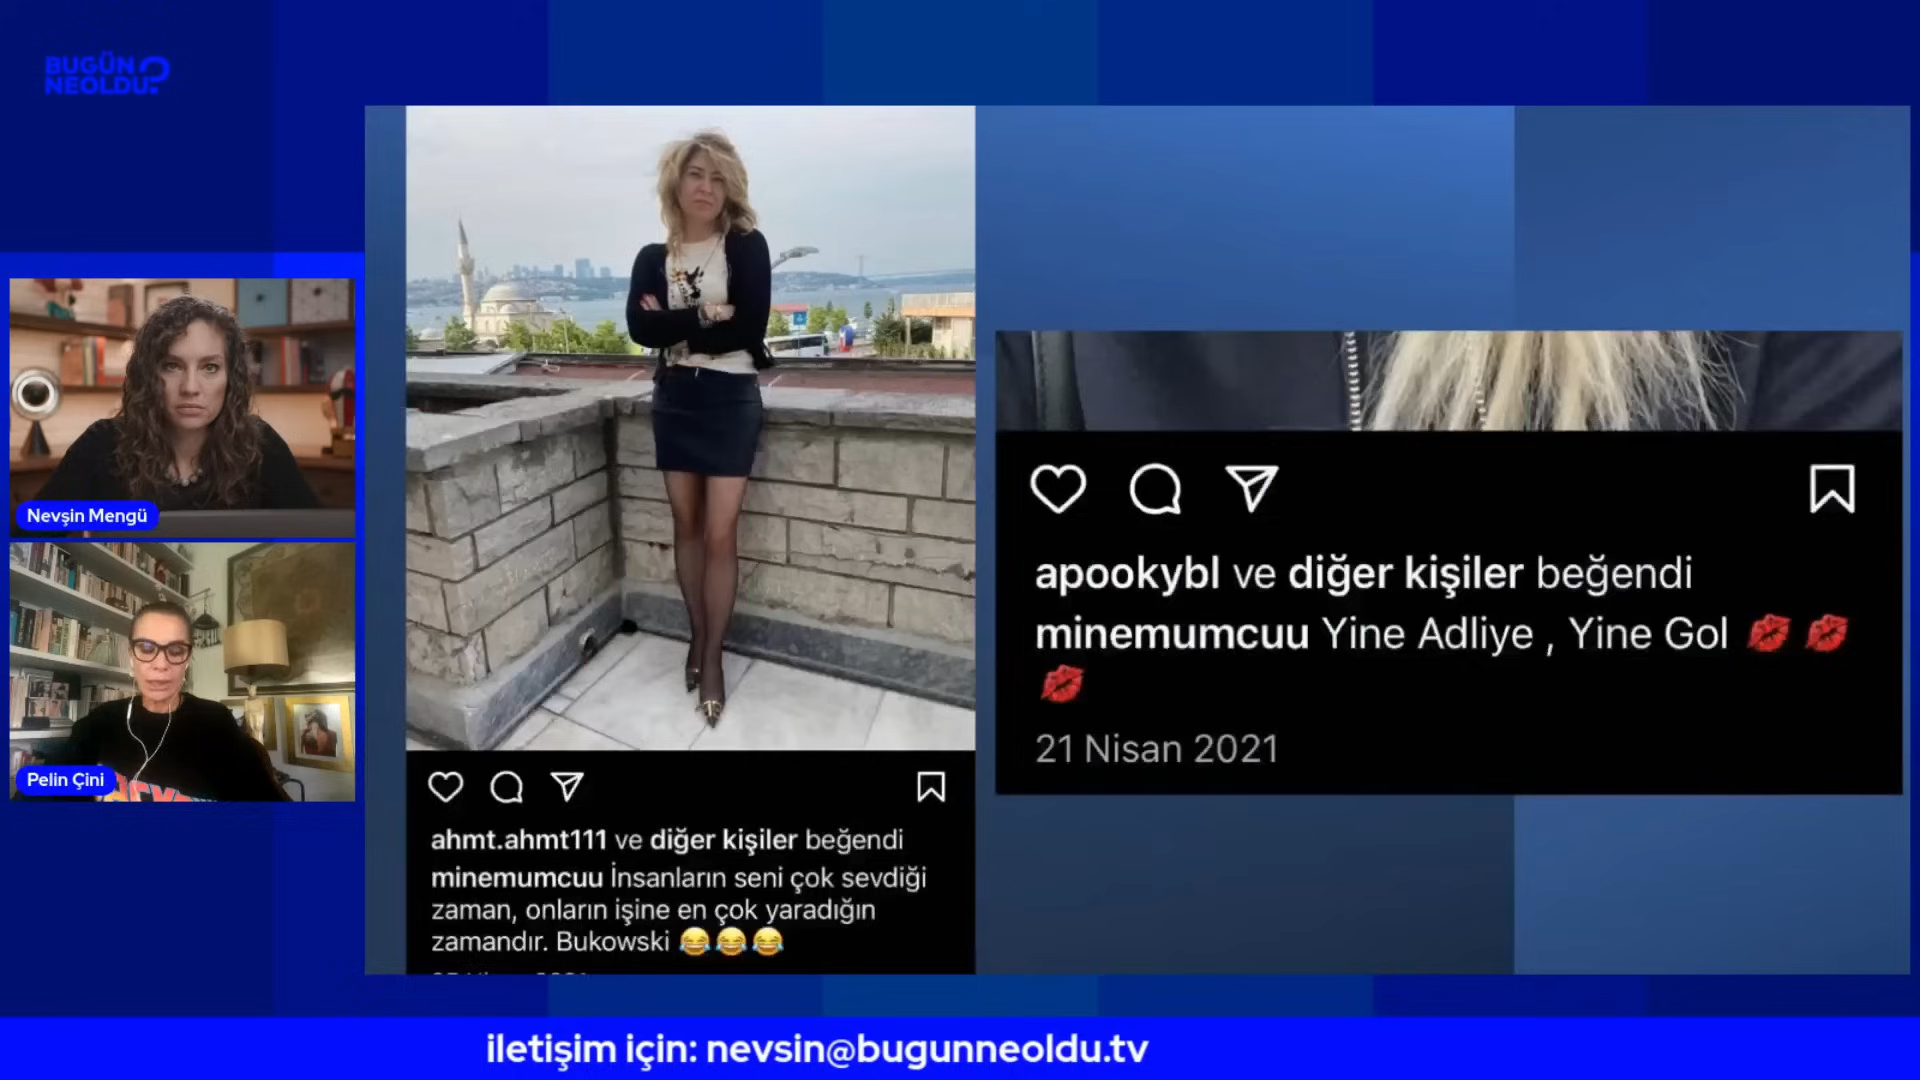 BUGÜN
NEOLDU?
Nevşin Mengü
Pelin Çini
ahmt.ahmt111 ve diğer kişiler beğendi
minemumcuu İnsanların seni çok sevdiği
zaman, onların işine en çok yaradığın
zamandır. Bukowski 😂😂😂
apookybl ve diğer kişiler beğendi
minemumcuu Yine Adliye , Yine Gol 💋 💋
💋
21 Nisan 2021
iletişim için: nevsin@bugunneoldu.tv